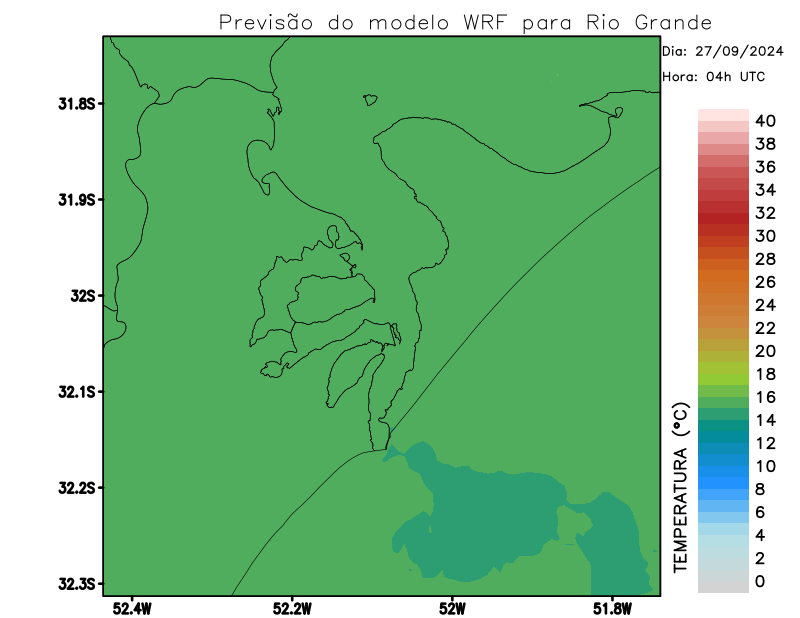 Previsão do modelo WRF para Rio Grande
Dia: 27/09/2024
Hora: 04h UTC
31.8S
31.9S
32S
32.1S
32.2S
32.3S
52.4W
52.2W
52W
51.8W
TEMPERATURA (°C)
40
38
36
34
32
30
28
26
24
22
20
18
16
14
12
10
8
6
4
2
0